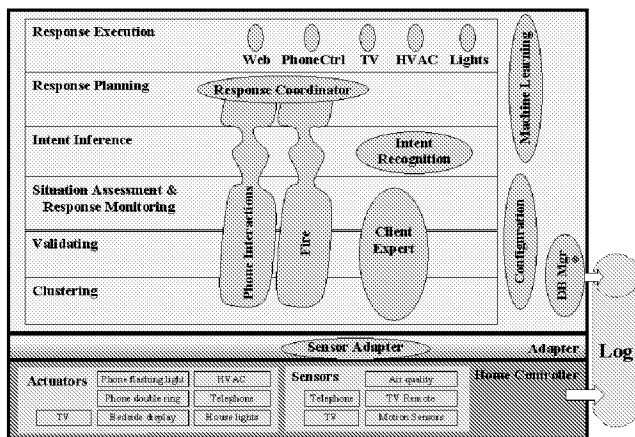 Response Execution
Web PhoneCtrl TV HVAC Lights
Machine Learning
Response Planning
Response Coordinator
Intent Inference
Intent
Recognition
Situation Assessment &
Response Monitoring
Phone Interactions
Fire
Client
Expert
Configuration
Validating
DB Mgr
Clustering
Sensor Adapter
Adapter
Log
Actuators
Phone flashing light
HVAC
Phone double ring
Telephone
TV
Bedside display
House lights
Sensors
Air quality
Telephone
TV Remote
TV
Motion Sensors
Home Controller